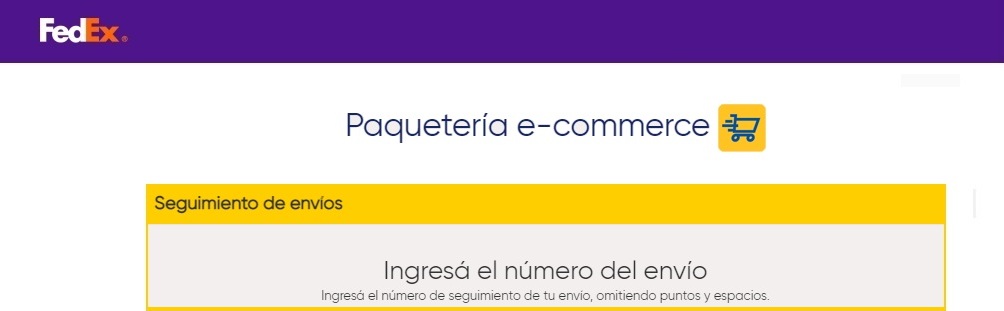 FedEx®
Paquetería e-commerce
Seguimiento de envíos
Ingresá el número del envío
Ingresá el número de seguimiento de tu envío, omitiendo puntos y espacios.